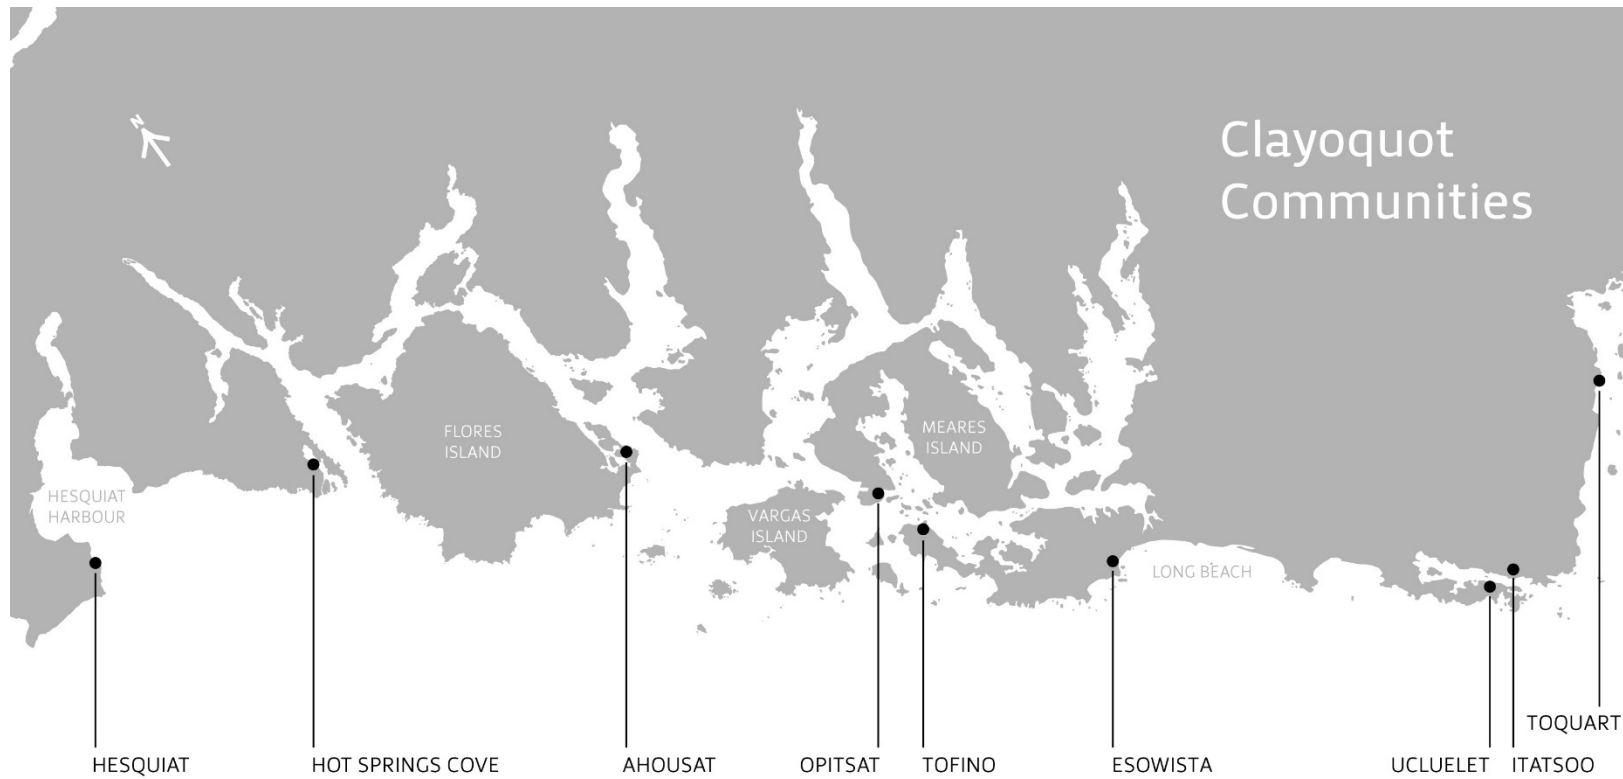 N
Clayoquot
Communities
FLORES
ISLAND
MEARES
ISLAND
HESQUIAT
HARBOUR
VARGAS
ISLAND
LONG BEACH
TOQUART
HESQUIAT
HOT SPRINGS COVE
AHOUSAT
OPITSAT
TOFINO
ESOWISTA
UCLUELET
ITATSOO